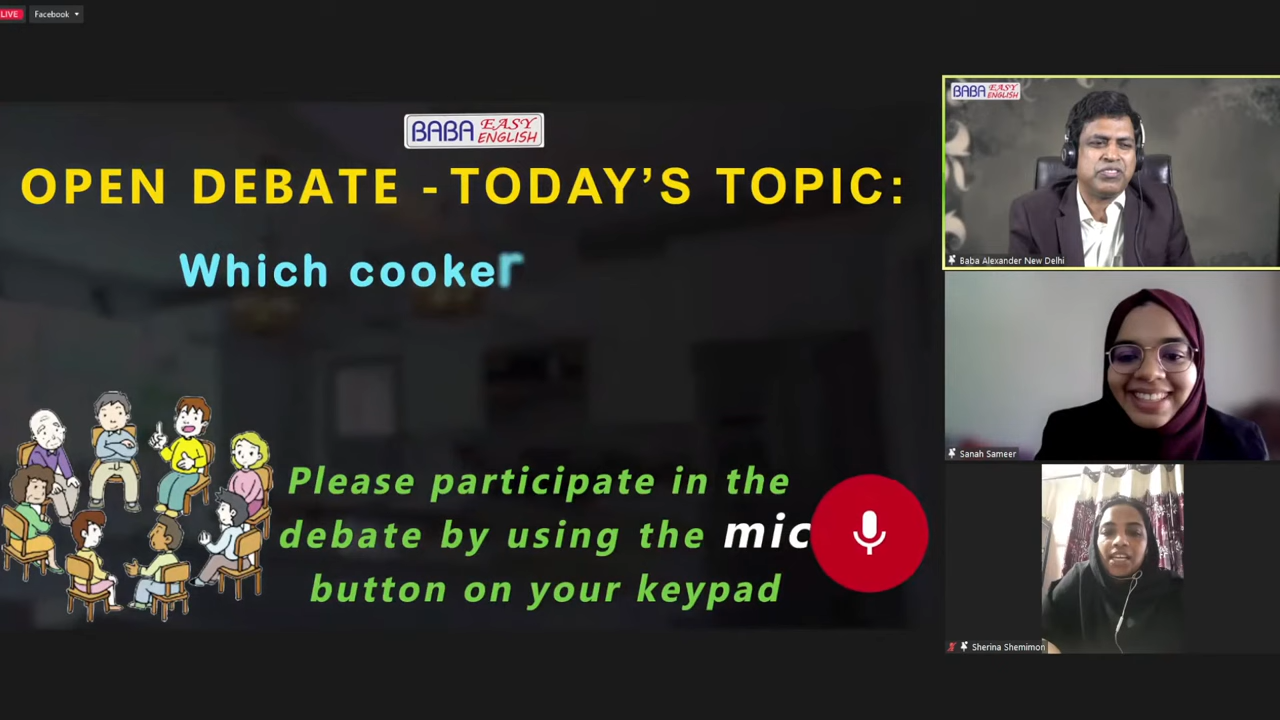 LIVE
Facebook
BABA EASY ENGLISH
OPEN DEBATE - TODAY'S TOPIC:
Which cooker
Please participate in the
debate by using the mic
button on your keypad
BABA EASY ENGLISH
Baba Alexander New Delhi
Sanah Sameer
Sherina Shemimon